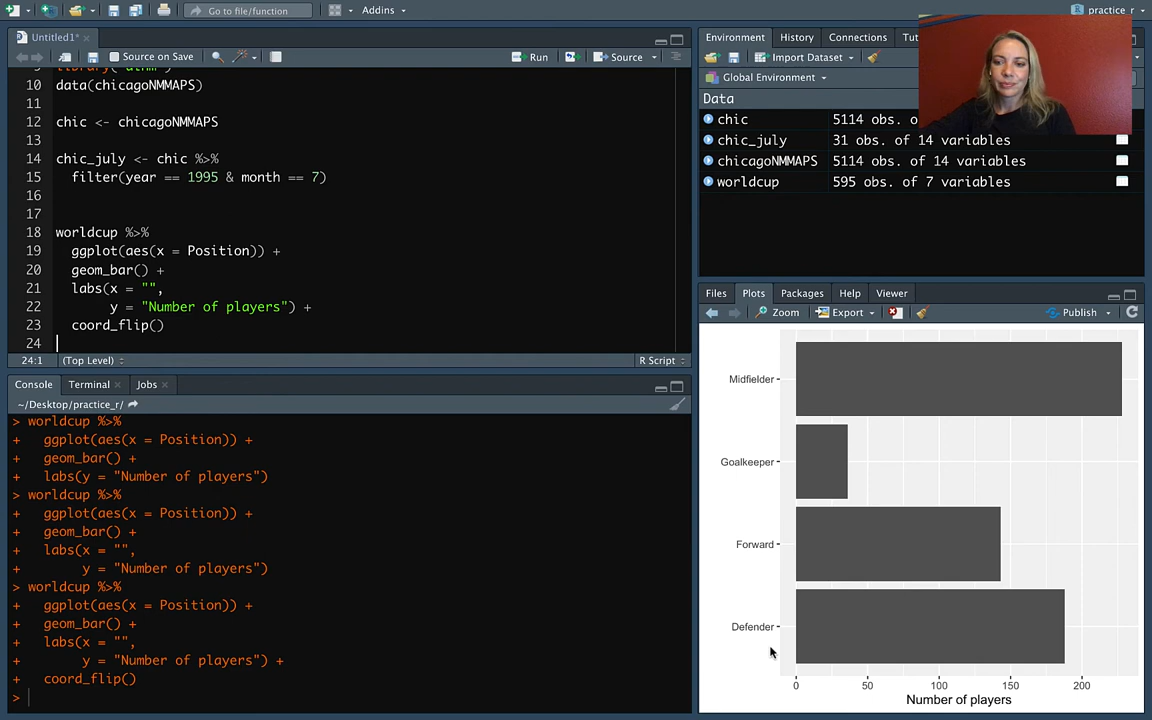 Go to file/function
Addins
practice_r
Untitled1*
Source on Save
Run
Source
10 data(chicagoNMMAPS)
11
12 chic <- chicagoNMMAPS
13
14 chic_july <- chic %>%
15 filter(year == 1995 & month == 7)
16
17
18 worldcup %>%
19 ggplot(aes(x = Position)) +
20 geom_bar() +
21 labs(x = "",
22 y = "Number of players") +
23 coord_flip()
24
24:1 (Top Level) R Script
Console Terminal Jobs
~/Desktop/practice_r/
> worldcup %>%
+ ggplot(aes(x = Position)) +
+ geom_bar() +
+ labs(y = "Number of players")
> worldcup %>%
+ ggplot(aes(x = Position)) +
+ geom_bar() +
+ labs(x = "",
+ y = "Number of players")
> worldcup %>%
+ ggplot(aes(x = Position)) +
+ geom_bar() +
+ labs(x = "",
+ y = "Number of players") +
+ coord_flip()
>
Environment History Connections Tut
Import Dataset
Global Environment
Data
chic 5114 obs. o
chic_july 31 obs. of 14 variables
chicagoNMMAPS 5114 obs. of 14 variables
worldcup 595 obs. of 7 variables
Files Plots Packages Help Viewer
Zoom Export Publish
Midfielder
Goalkeeper
Forward
Defender
0 50 100 150 200
Number of players